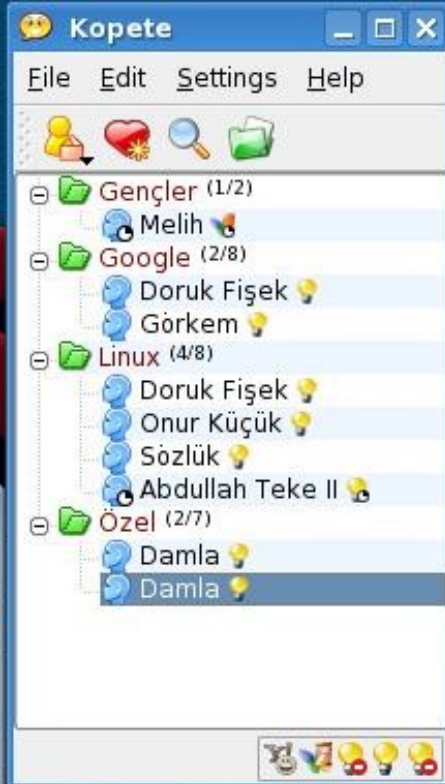 Kopete
File Edit Settings Help
Gençler (1/2)
Melih
Google (2/8)
Doruk Fişek
Görkem
Linux (4/8)
Doruk Fişek
Onur Küçük
Sözlük
Abdullah Teke II
Özel (2/7)
Damla
Damla